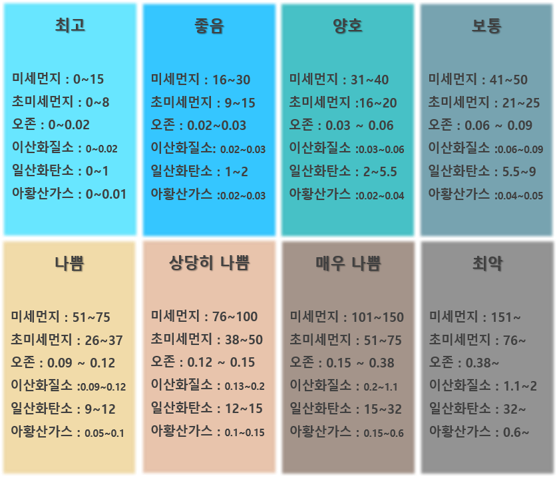 최고
미세먼지 : 0~15
초미세먼지 : 0~8
오존 : 0~0.02
이산화질소 : 0~0.02
일산화탄소 : 0~1
아황산가스 : 0~0.01
좋음
미세먼지 : 16~30
초미세먼지 : 9~15
오존 : 0.02~0.03
이산화질소: 0.02~0.03
일산화탄소 : 1~2
아황산가스 :0.02~0.03
양호
미세먼지 : 31~40
초미세먼지 :16~20
오존 : 0.03 ~ 0.06
이산화질소 :0.03~0.06
일산화탄소 : 2~5.5
아황산가스 :0.02~0.04
보통
미세먼지 : 41~50
초미세먼지 : 21~25
오존 : 0.06 ~ 0.09
이산화질소 :0.06~0.09
일산화탄소 : 5.5~9
아황산가스 :0.04~0.05
나쁨
미세먼지 : 51~75
초미세먼지 : 26~37
오존 : 0.09 ~ 0.12
이산화질소 :0.09~0.12
일산화탄소 : 9~12
아황산가스 : 0.05~0.1
상당히 나쁨
미세먼지 : 76~100
초미세먼지 : 38~50
오존 : 0.12 ~ 0.15
이산화질소 : 0.13~0.2
일산화탄소 : 12~15
아황산가스 : 0.1~0.15
매우 나쁨
미세먼지 : 101~150
초미세먼지 : 51~75
오존 : 0.15 ~ 0.38
이산화질소 : 0.2~1.1
일산화탄소 : 15~32
아황산가스 : 0.15~0.6
최악
미세먼지 : 151~
초미세먼지 : 76~
오존 : 0.38~
이산화질소 : 1.1~2
일산화탄소 : 32~
아황산가스 : 0.6~